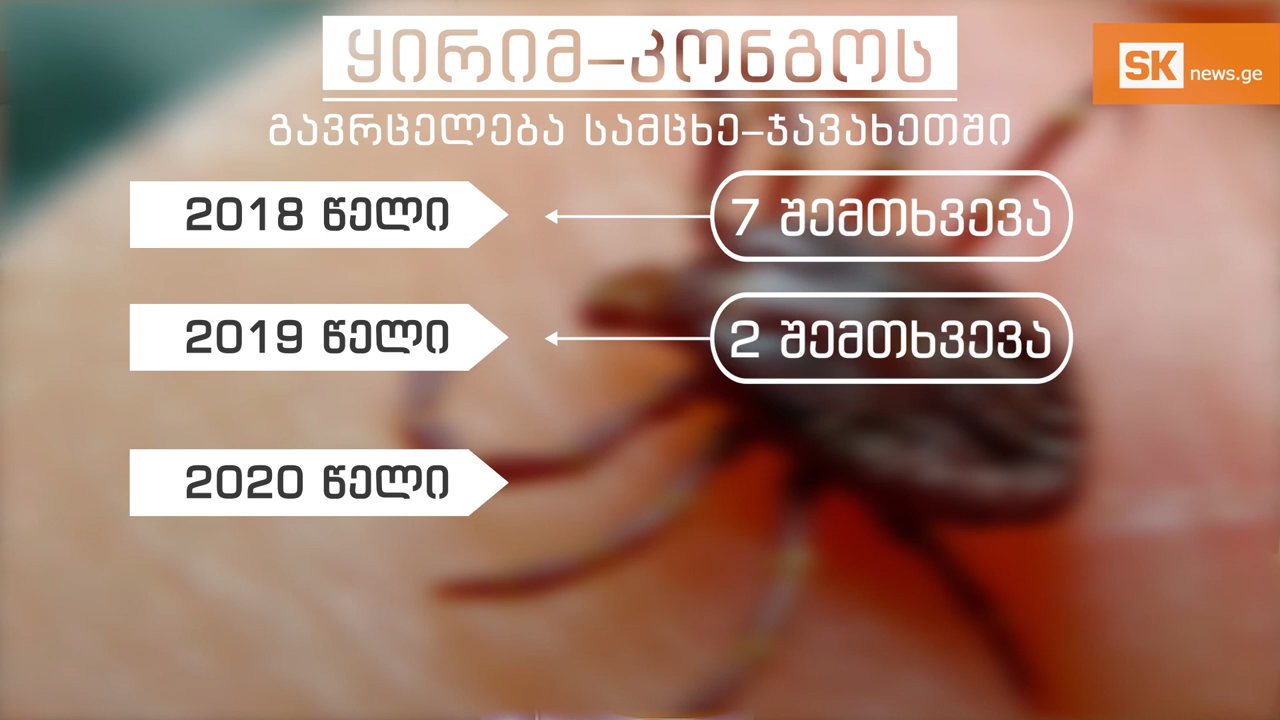 ყირიმ–კონგოს
SK news.ge
გავრცელება სამცხე–ჯავახეთში
2018 წელი
7 შემთხვევა
2019 წელი
2 შემთხვევა
2020 წელი